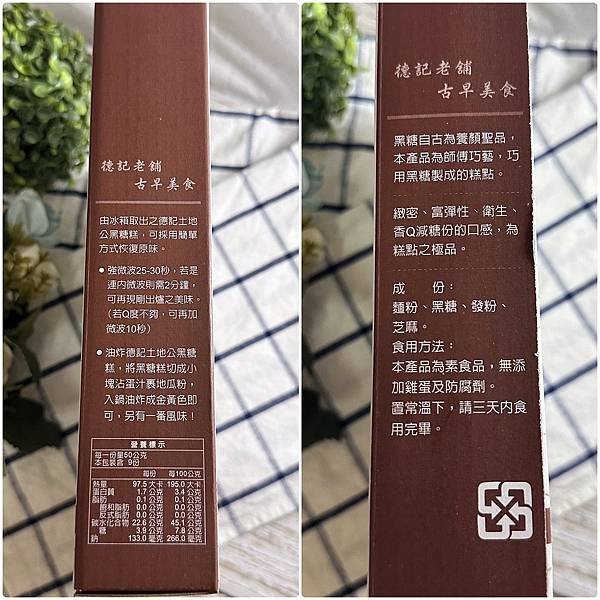 德記老舖
古早美食
由冰箱取出之德記土地
公黑糖糕，可採用簡單
方式恢復原味。
● 強微波25-30秒，若是
連内微波則需2分鐘，
可再現剛出爐之美味。
（若Q度不夠，可再加
微波10秒）
● 油炸德記土地公黑糖
糕，將黑糖糕切成小
塊沾蛋汁裹地瓜粉，
入鍋油炸成金黃色即
可，另有一番風味！
營養標示
每一份量50公克
本包裝含 9份
每份 每100公克
熱量 97.5 大卡 195.0 大卡
蛋白質 1.7 公克 3.4 公克
脂肪 0.1 公克 0.1 公克
飽和脂肪 0.0 公克 0.0 公克
反式脂肪 0.0 公克 0.0 公克
碳水化合物 22.6 公克 45.1 公克
糖 3.9 公克 7.8 公克
鈉 133.0 毫克 266.0 毫克
德記老舖
古早美食
黑糖自古為養顏聖品，
本產品為師傅巧藝，巧
用黑糖製成的糕點。
緻密、富彈性、衛生、
香Q減糖份的口感，為
糕點之極品。
成 份：
麵粉、黑糖、發粉、
芝麻。
食用方法：
本產品為素食品，無添
加雞蛋及防腐劑。
置常溫下，請三天内食
用完畢。